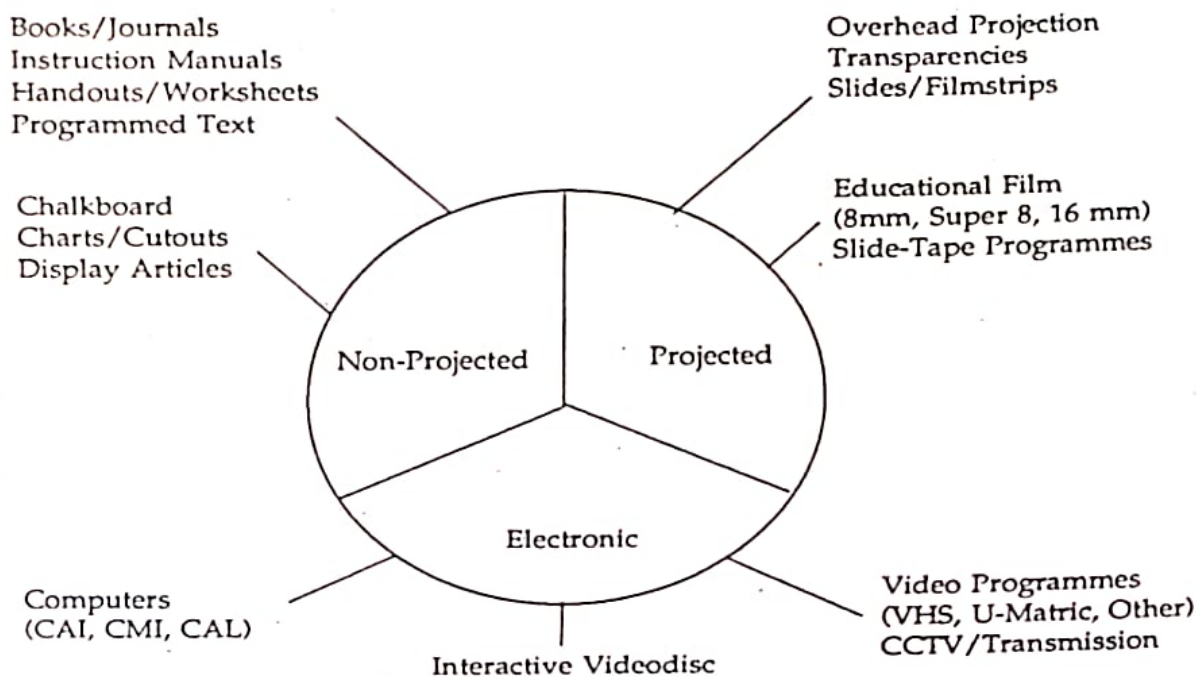 Books/Journals
Instruction Manuals
Handouts/Worksheets
Programmed Text
Overhead Projection
Transparencies
Slides/Filmstrips
Chalkboard
Charts/Cutouts
Display Articles
Educational Film
(8mm, Super 8, 16 mm)
Slide-Tape Programmes
Non-Projected
Projected
Electronic
Computers
(CAI, CMI, CAL)
Interactive Videodisc
Video Programmes
(VHS, U-Matric, Other)
CCTV/Transmission